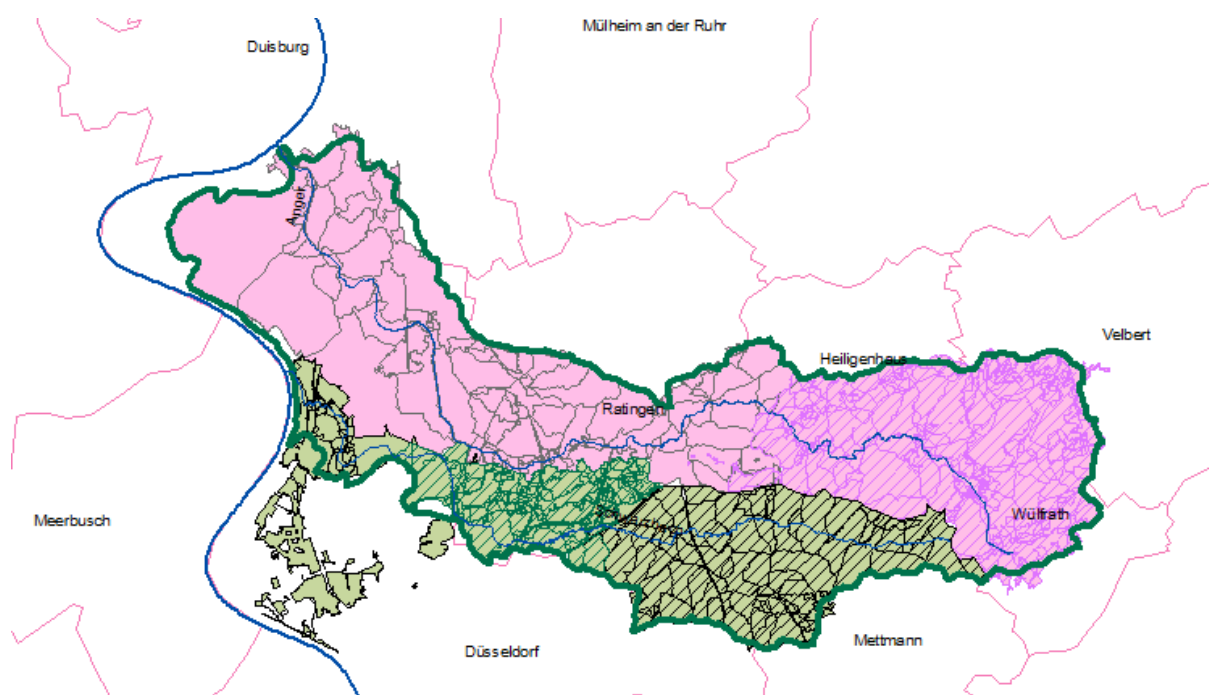 Mülheim an der Ruhr
Duisburg
Anger
Velbert
Heiligenhaus
Ratingen
Meerbusch
Wülfrath
Mettmann
Düsseldorf